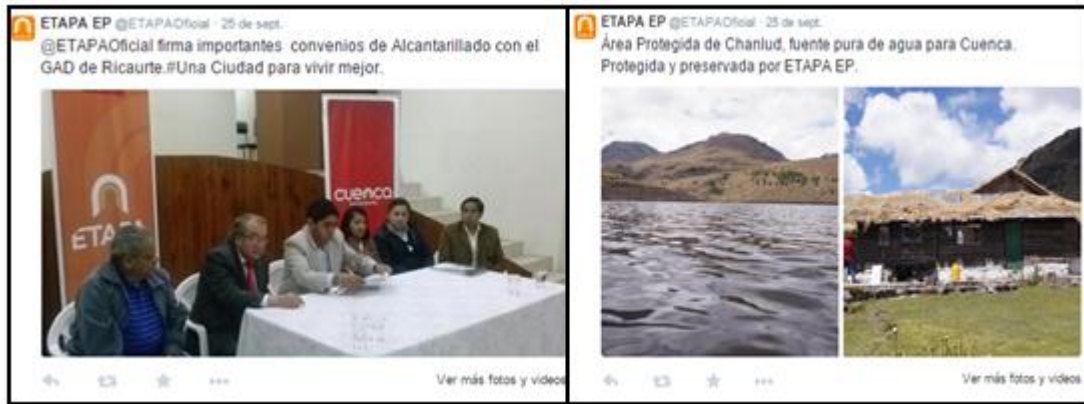 ETAPA EP @ETAPAOficial · 25 de sept.
@ETAPAOficial firma importantes convenios de Alcantarillado con el
GAD de Ricaurte.#Una Ciudad para vivir mejor.
ETAPA
cuenca
Ver más fotos y videos
ETAPA EP @ETAPAOficial · 25 de sept.
Área Protegida de Chanlud, fuente pura de agua para Cuenca.
Protegida y preservada por ETAPA EP.
Ver más fotos y videos